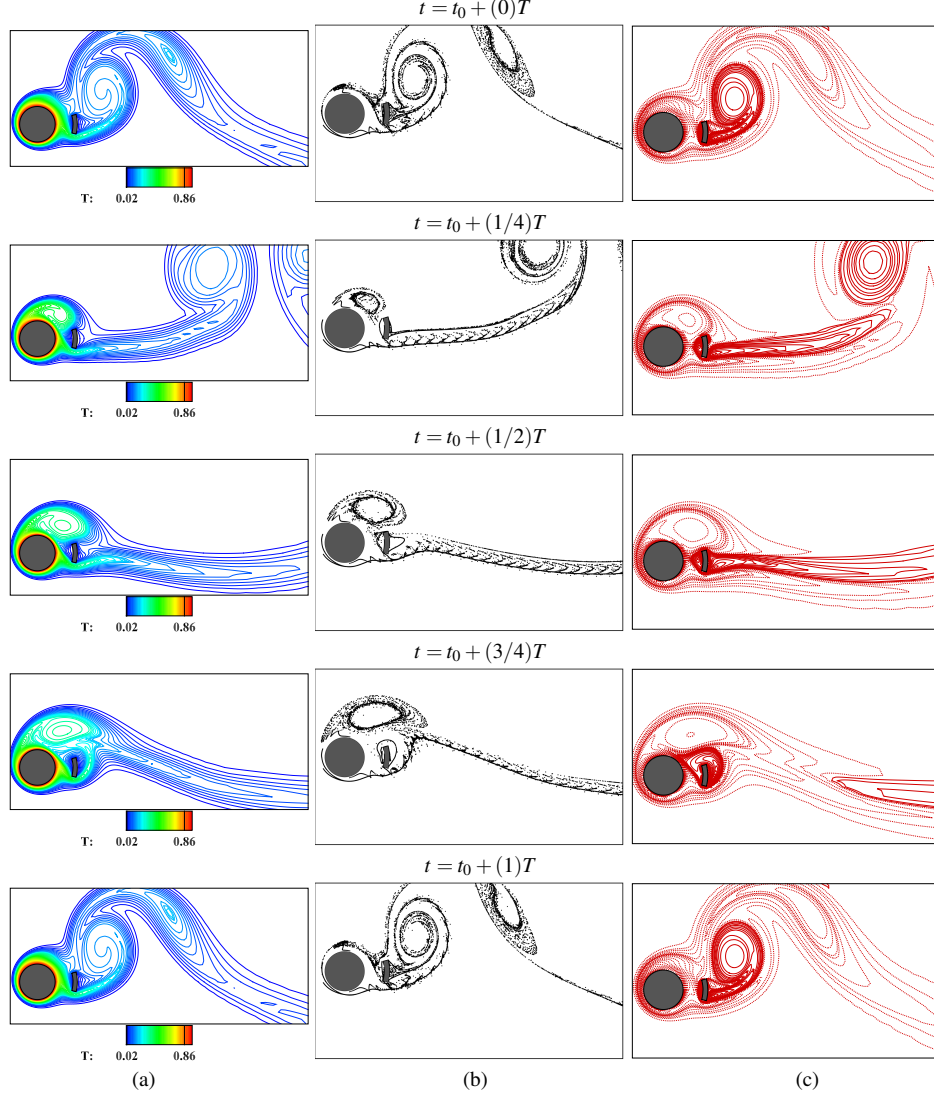 t = t₀ + (0)T
T: 0.02 0.86
t = t₀ + (1/4)T
T: 0.02 0.86
t = t₀ + (1/2)T
T: 0.02 0.86
t = t₀ + (3/4)T
T: 0.02 0.86
t = t₀ + (1)T
T: 0.02 0.86
(a) (b) (c)